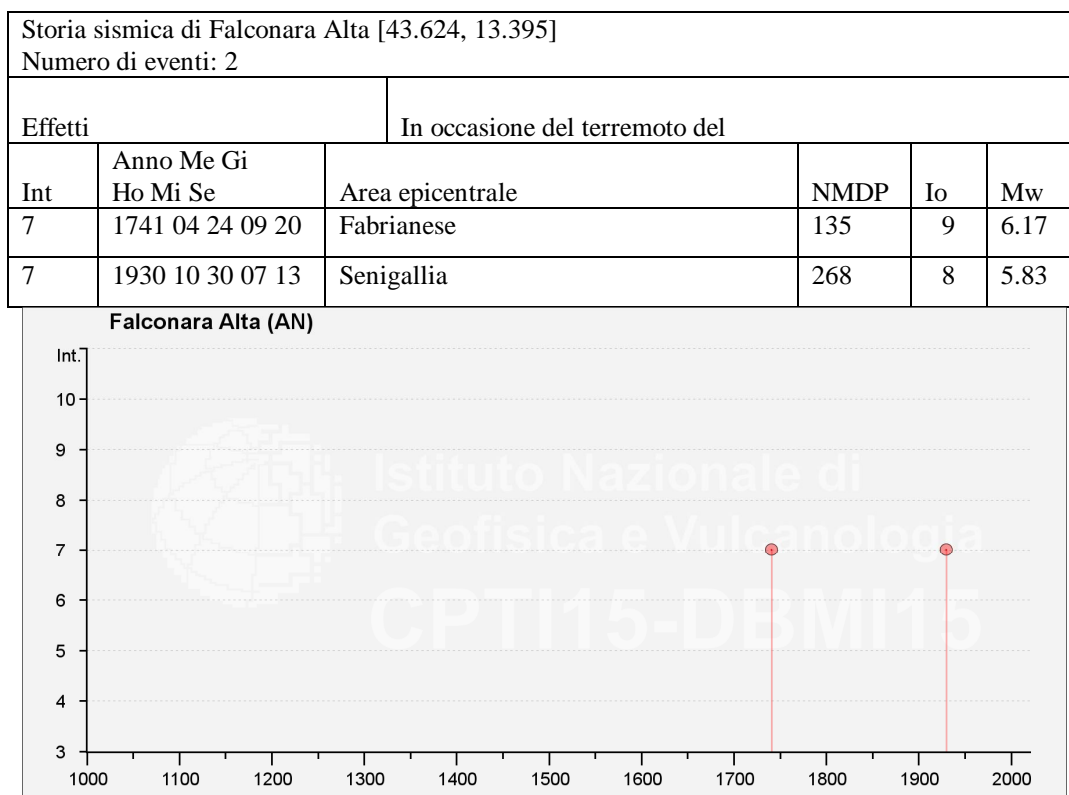 Storia sismica di Falconara Alta [43.624, 13.395]
Numero di eventi: 2
Effetti In occasione del terremoto del
Anno Me Gi
Int Ho Mi Se Area epicentrale NMDP Io Mw
7 1741 04 24 09 20 Fabrianese 135 9 6.17
7 1930 10 30 07 13 Senigallia 268 8 5.83
Falconara Alta (AN)
Int.
10
9
8
7
6
5
4
3
Istituto Nazionale di
Geofisica e Vulcanologia
CPTI15-DBMI15
1000 1100 1200 1300 1400 1500 1600 1700 1800 1900 2000